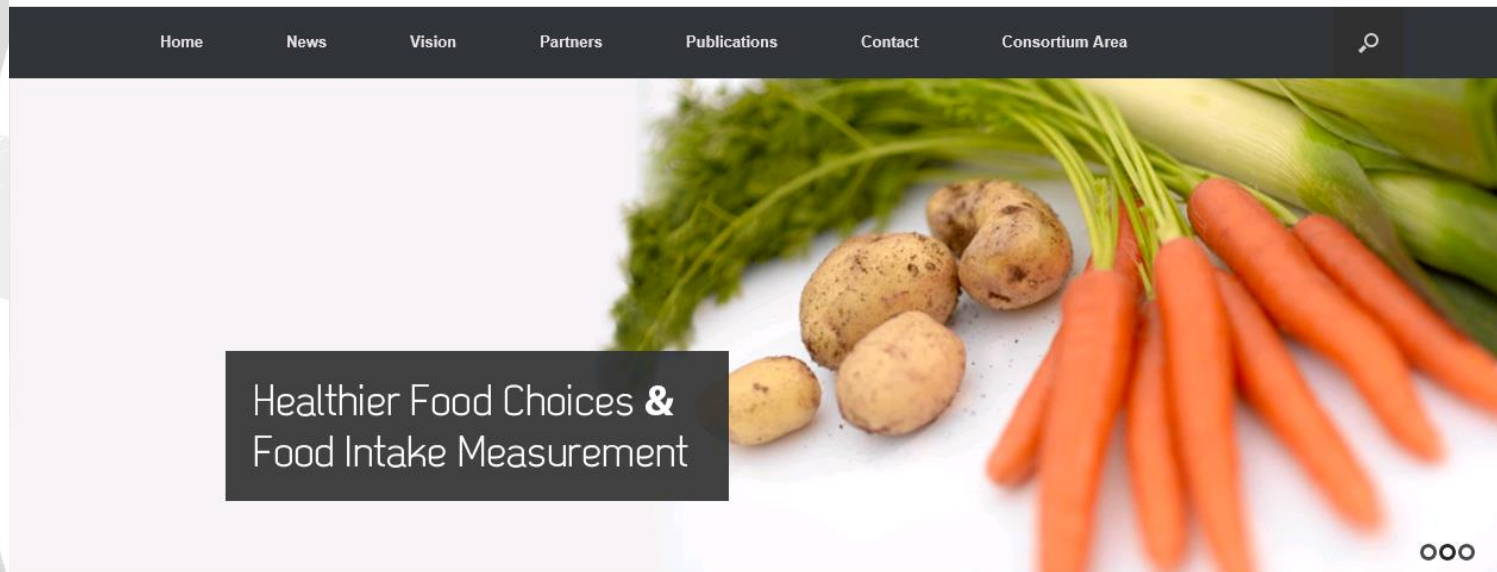 Home News Vision Partners Publications Contact Consortium Area
Healthier Food Choices &
Food Intake Measurement